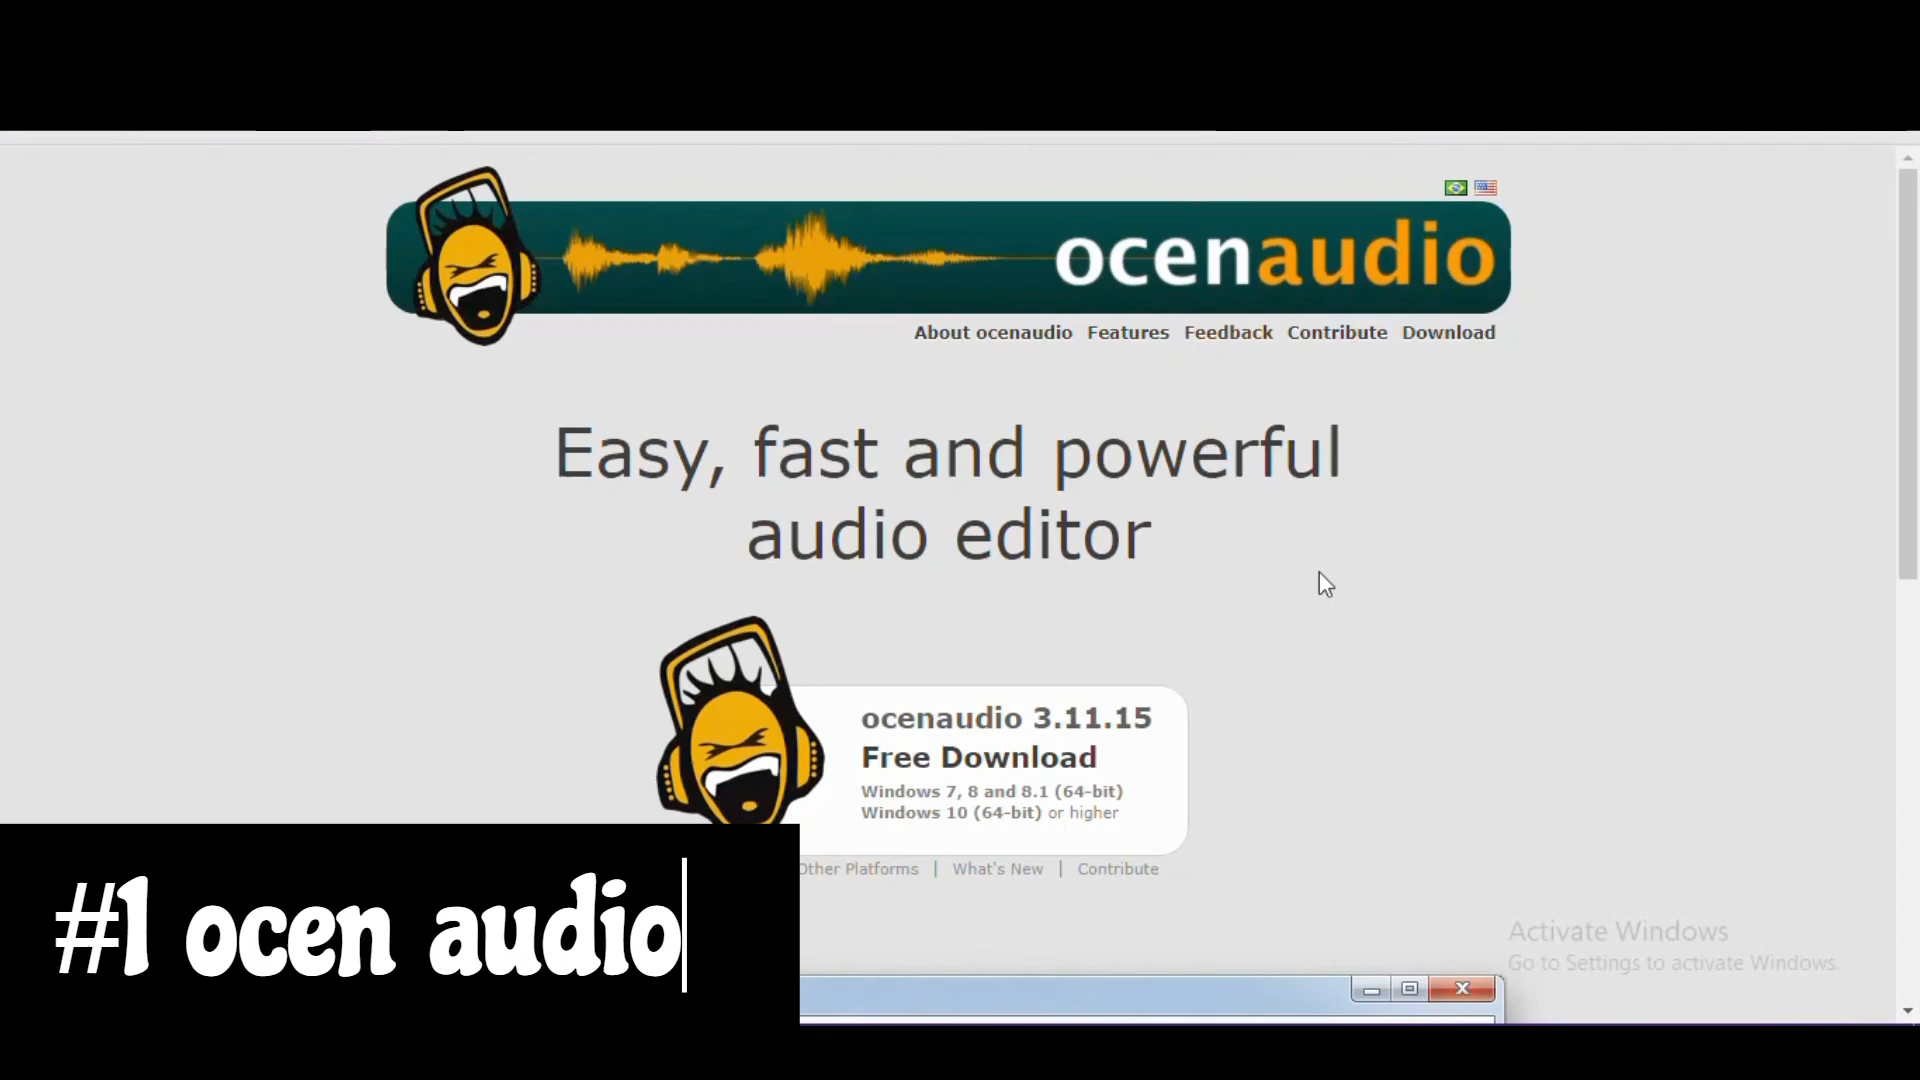 ocenaudio
About ocenaudio Features Feedback Contribute Download
Easy, fast and powerful
audio editor
ocenaudio 3.11.15
Free Download
Windows 7, 8 and 8.1 (64-bit)
Windows 10 (64-bit) or higher
Other Platforms | What's New | Contribute
#1 ocen audio
Activate Windows
Go to Settings to activate Windows.